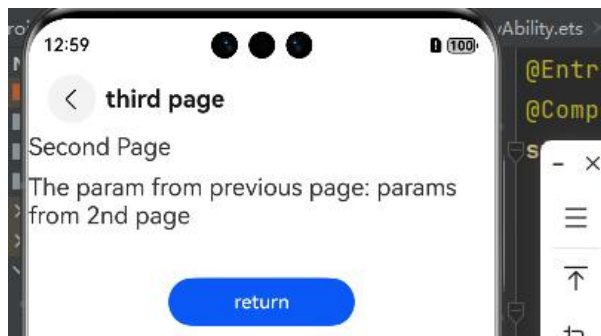 12:59
100
yAbility.ets
third page
@Entr
@Comp
Second Page
The param from previous page: params
from 2nd page
return